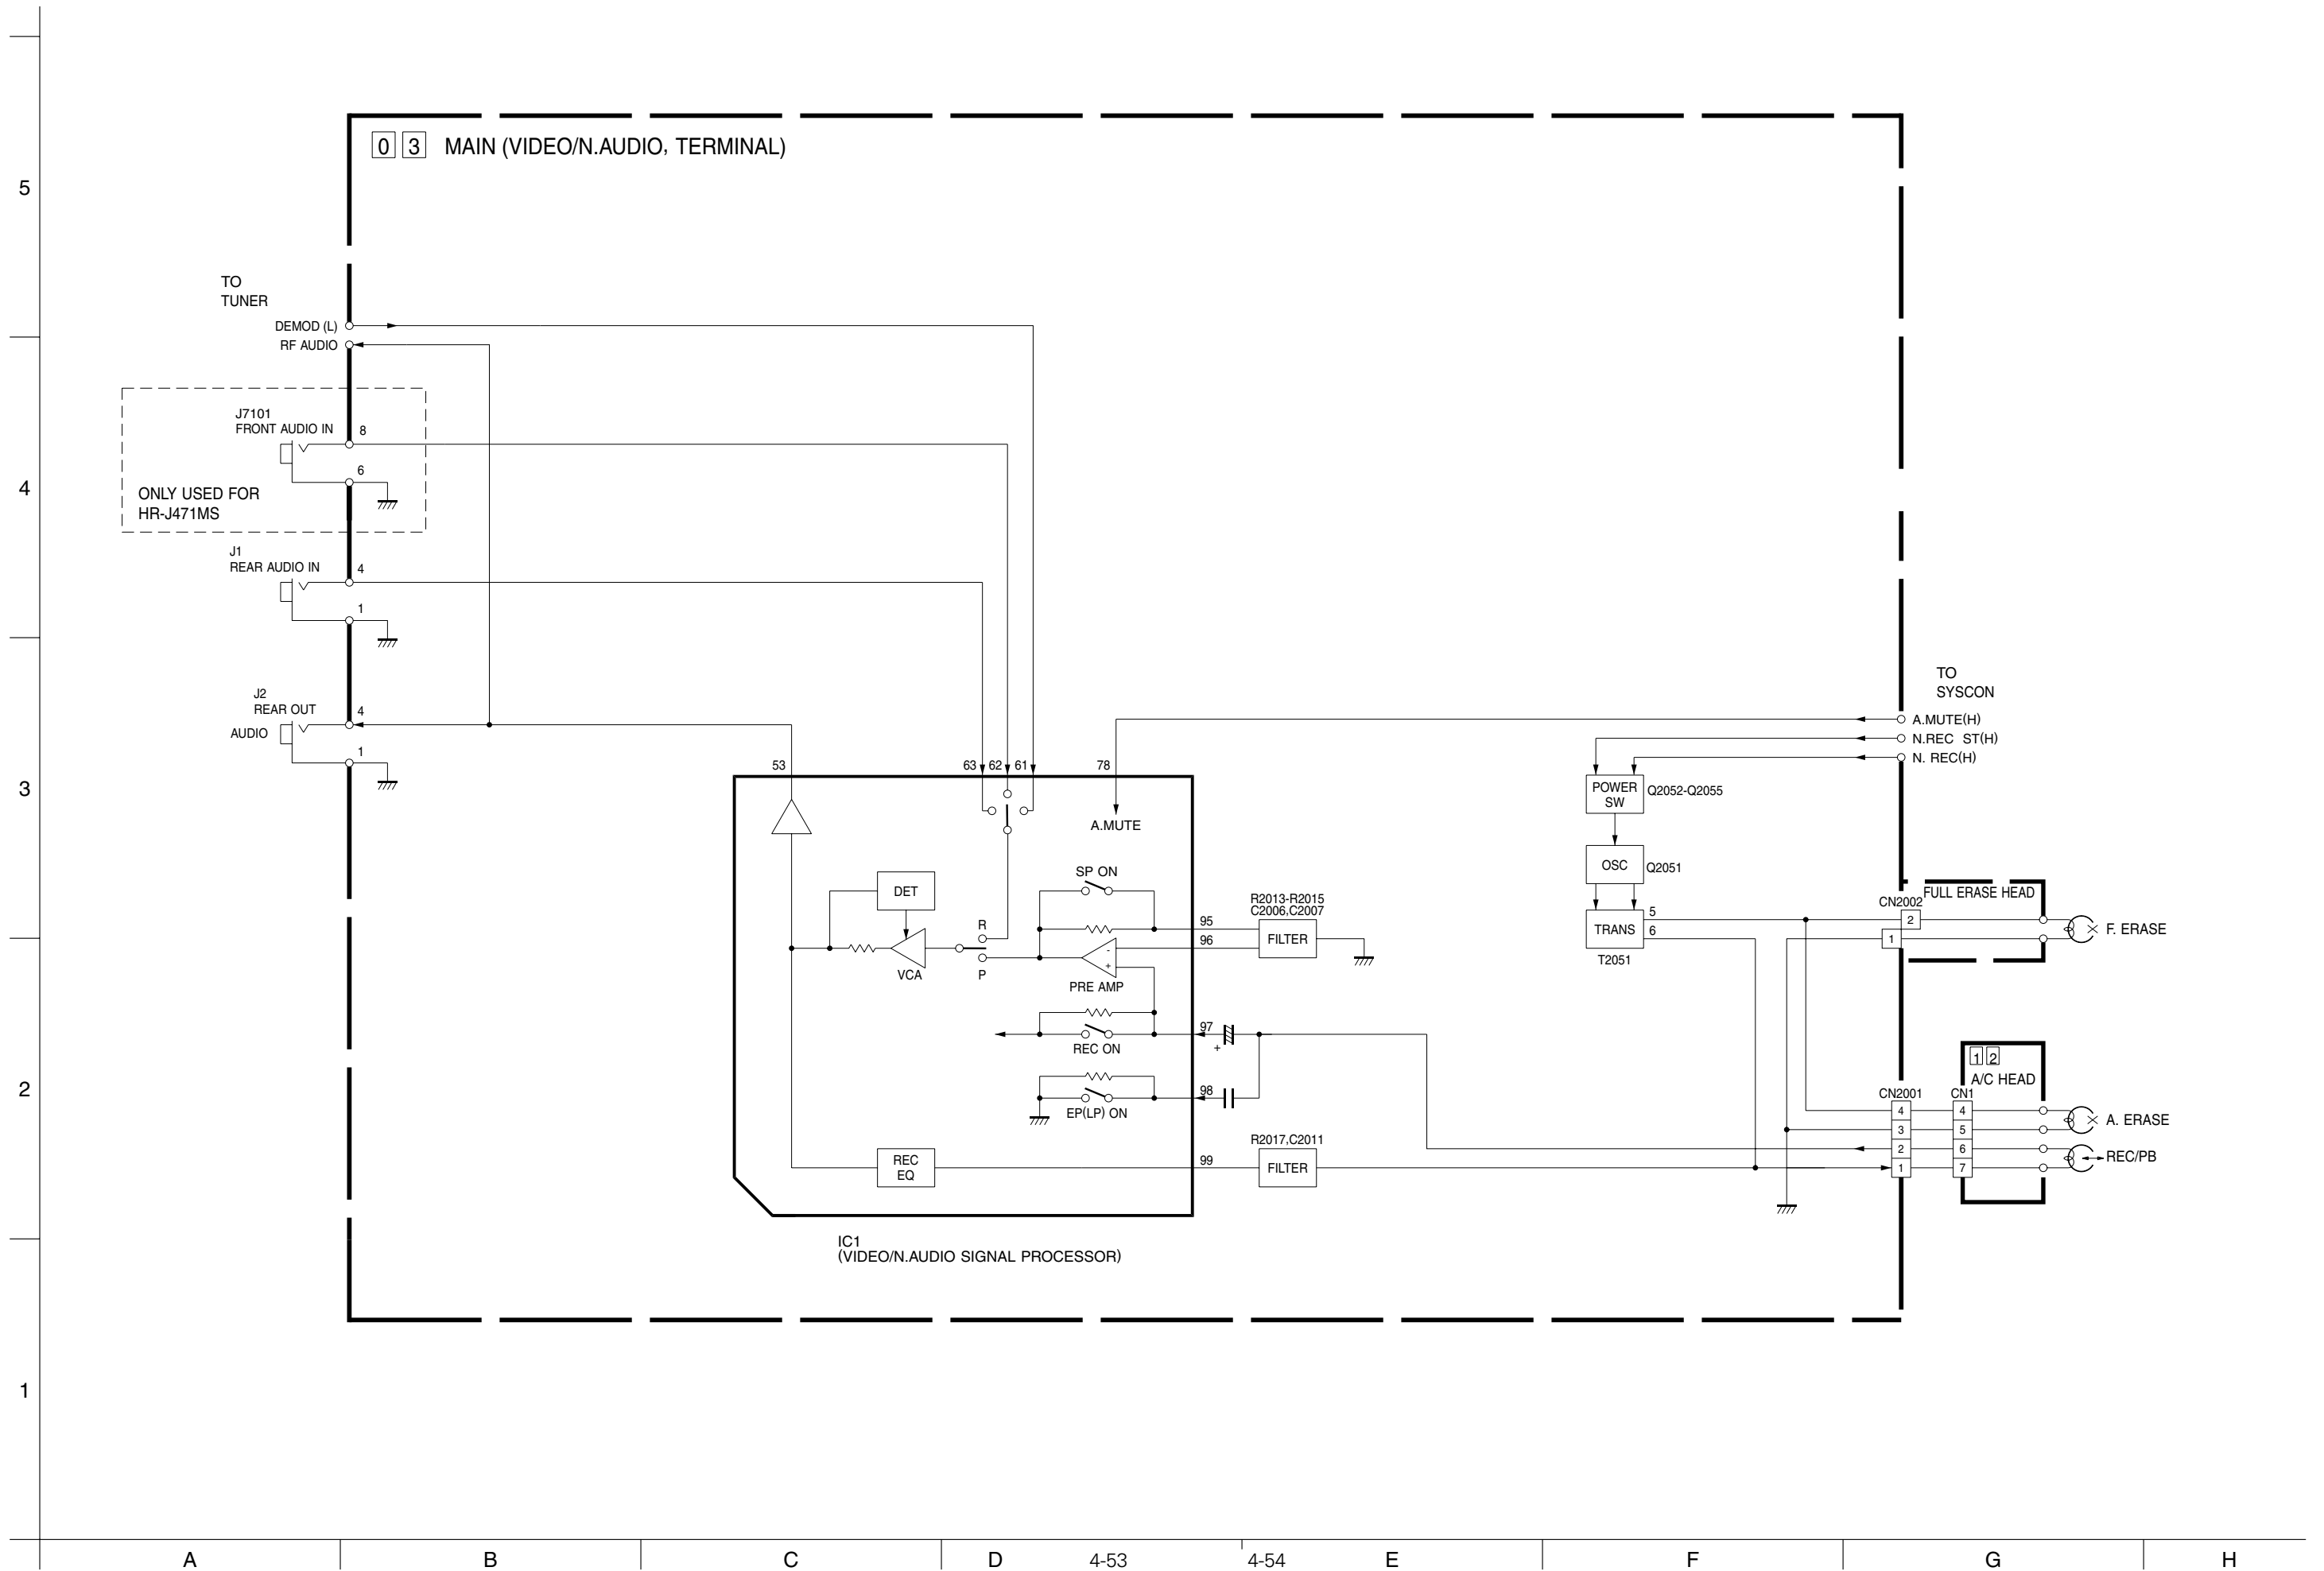 0 3 MAIN (VIDEO/N.AUDIO, TERMINAL)
5
TO
TUNER
DEMOD (L)
RF AUDIO
J7101
FRONT AUDIO IN
8
6
4
ONLY USED FOR
HR-J471MS
J1
REAR AUDIO IN
4
1
TO
SYSCON
J2
REAR OUT
4
AUDIO
1
A.MUTE(H)
N.REC ST(H)
N. REC(H)
3
53
63
62
61
78
POWER
SW
Q2052-Q2055
A.MUTE
OSC
Q2051
SP ON
DET
R2013-R2015
C2006,C2007
FULL ERASE HEAD
CN2002
5
2
95
R
FILTER
TRANS
F. ERASE
96
6
1
-
+
VCA
P
PRE AMP
T2051
97
+
REC ON
1 2
A/C HEAD
2
98
EP(LP) ON
CN2001
CN1
4
4
A. ERASE
3
5
R2017,C2011
2
6
REC/PB
REC
EQ
99
FILTER
1
7
IC1
(VIDEO/N.AUDIO SIGNAL PROCESSOR)
1
A
B
C
D
4-53
4-54
E
F
G
H